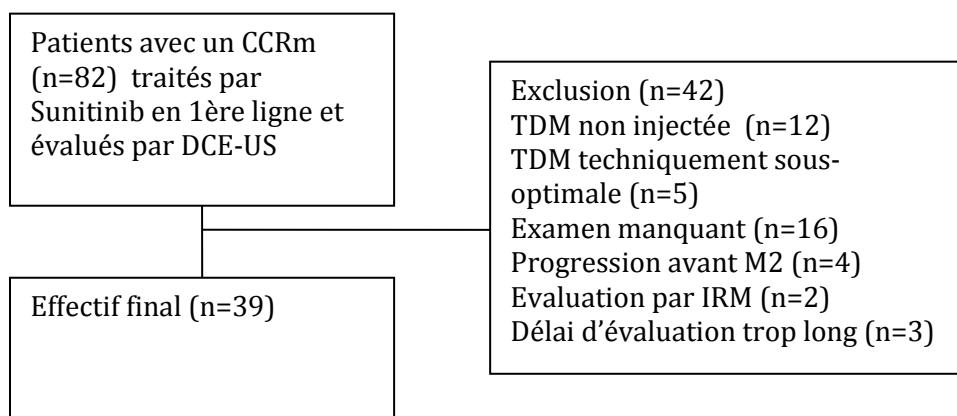 Patients avec un CCRm
(n=82) traités par
Sunitinib en 1ère ligne et
évalués par DCE-US
Exclusion (n=42)
TDM non injectée (n=12)
TDM techniquement sous-
optimale (n=5)
Examen manquant (n=16)
Progression avant M2 (n=4)
Evaluation par IRM (n=2)
Délai d’évaluation trop long (n=3)
Effectif final (n=39)